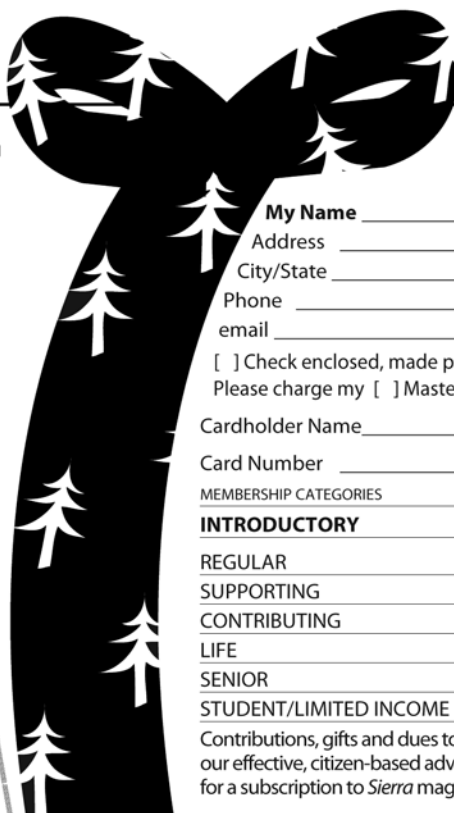 My Name
Address
City/State
Phone
email
[ ] Check enclosed, made
Please charge my [ ]
Cardholder Name
Card Number
MEMBERSHIP CATEGORIES
INTRODUCTORY
REGULAR
SUPPORTING
CONTRIBUTING
LIFE
SENIOR
STUDENT/LIMITED INCOME
Contributions, gifts and dues
our effective, citizen-based
for a subscription to Sierra